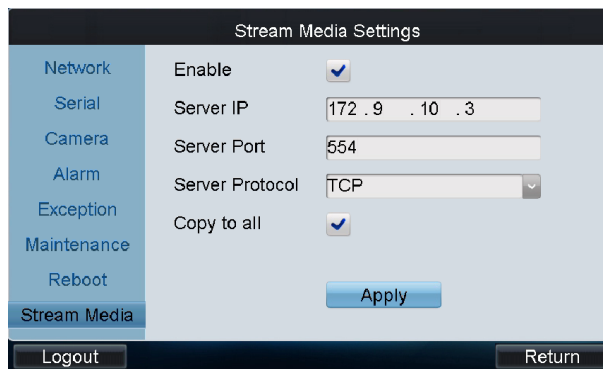 Stream Media Settings
Network
Serial
Camera
Alarm
Exception
Maintenance
Reboot
Stream Media
Enable
Server IP 172 . 9 . 10 . 3
Server Port 554
Server Protocol TCP
Copy to all
Apply
Logout Return